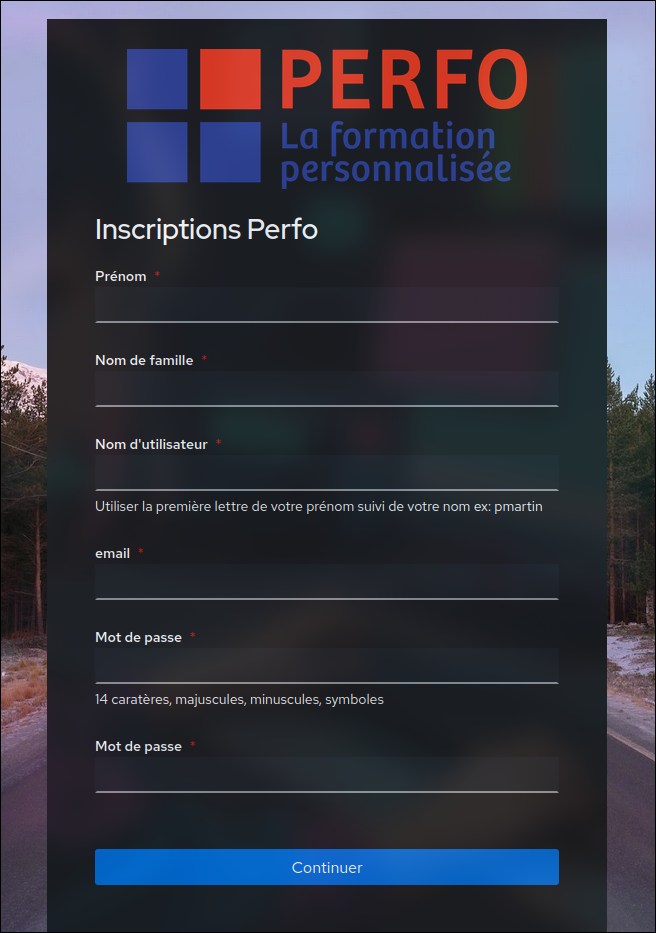 PERFO
La formation
personnalisée
Inscriptions Perfo
Prénom *
Nom de famille *
Nom d'utilisateur *
Utiliser la première lettre de votre prénom suivi de votre nom ex: pmartin
email *
Mot de passe *
14 caratères, majuscules, minuscules, symboles
Mot de passe *
Continuer